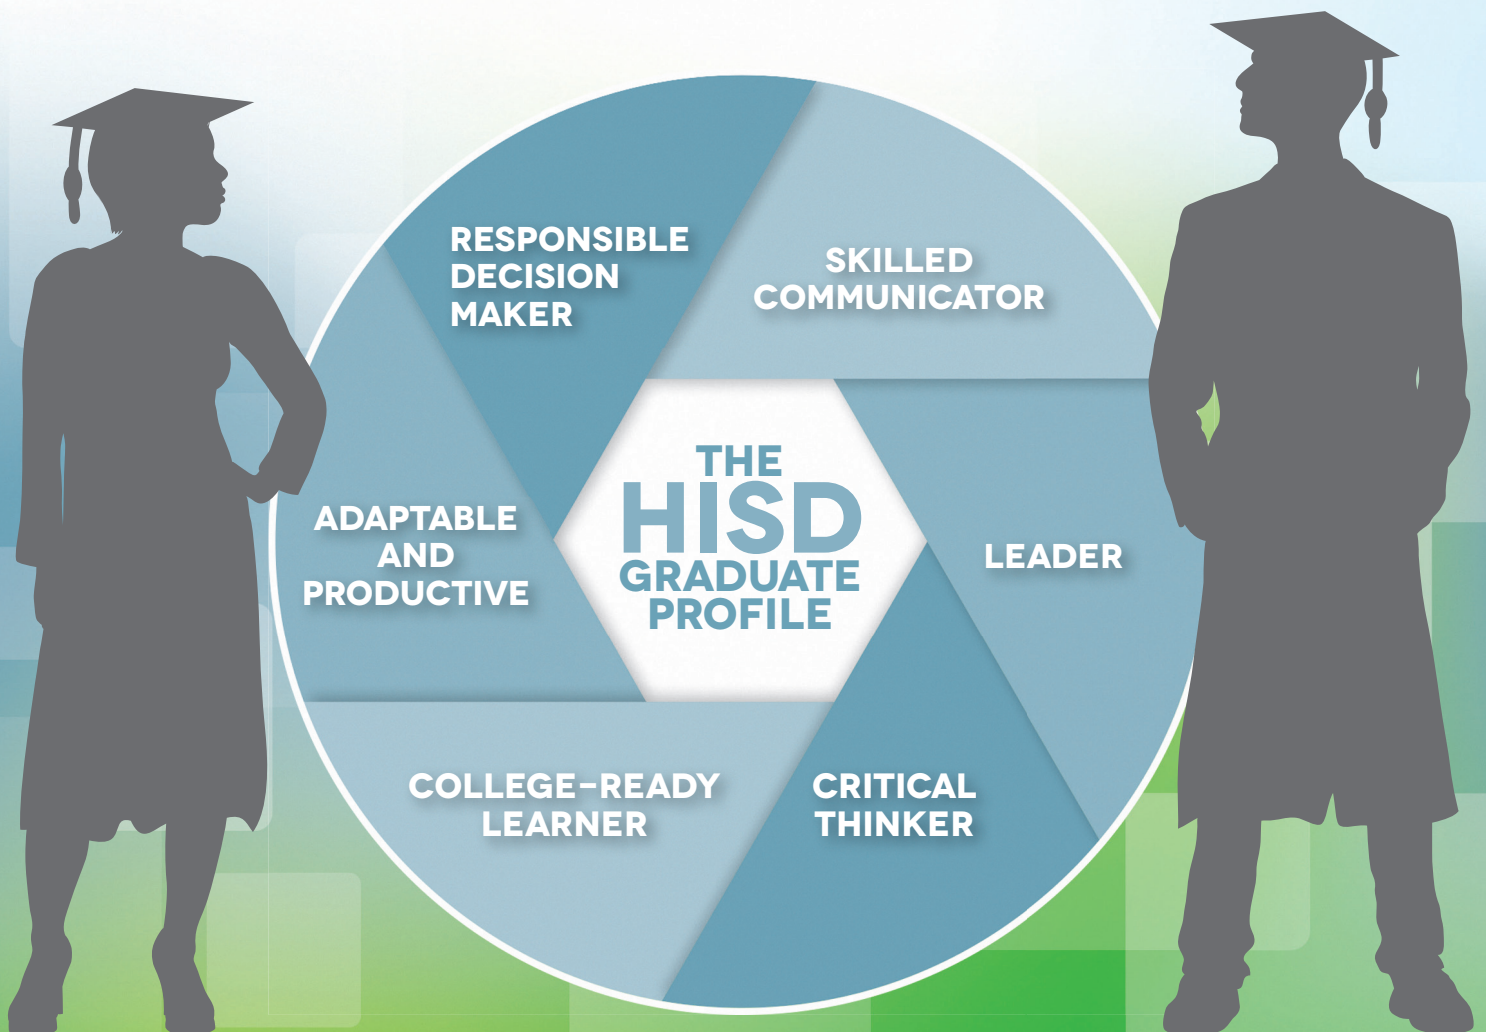 RESPONSIBLE
DECISION
MAKER
SKILLED
COMMUNICATOR
THE
HISD
GRADUATE
PROFILE
ADAPTABLE
AND
PRODUCTIVE
LEADER
COLLEGE-READY
LEARNER
CRITICAL
THINKER